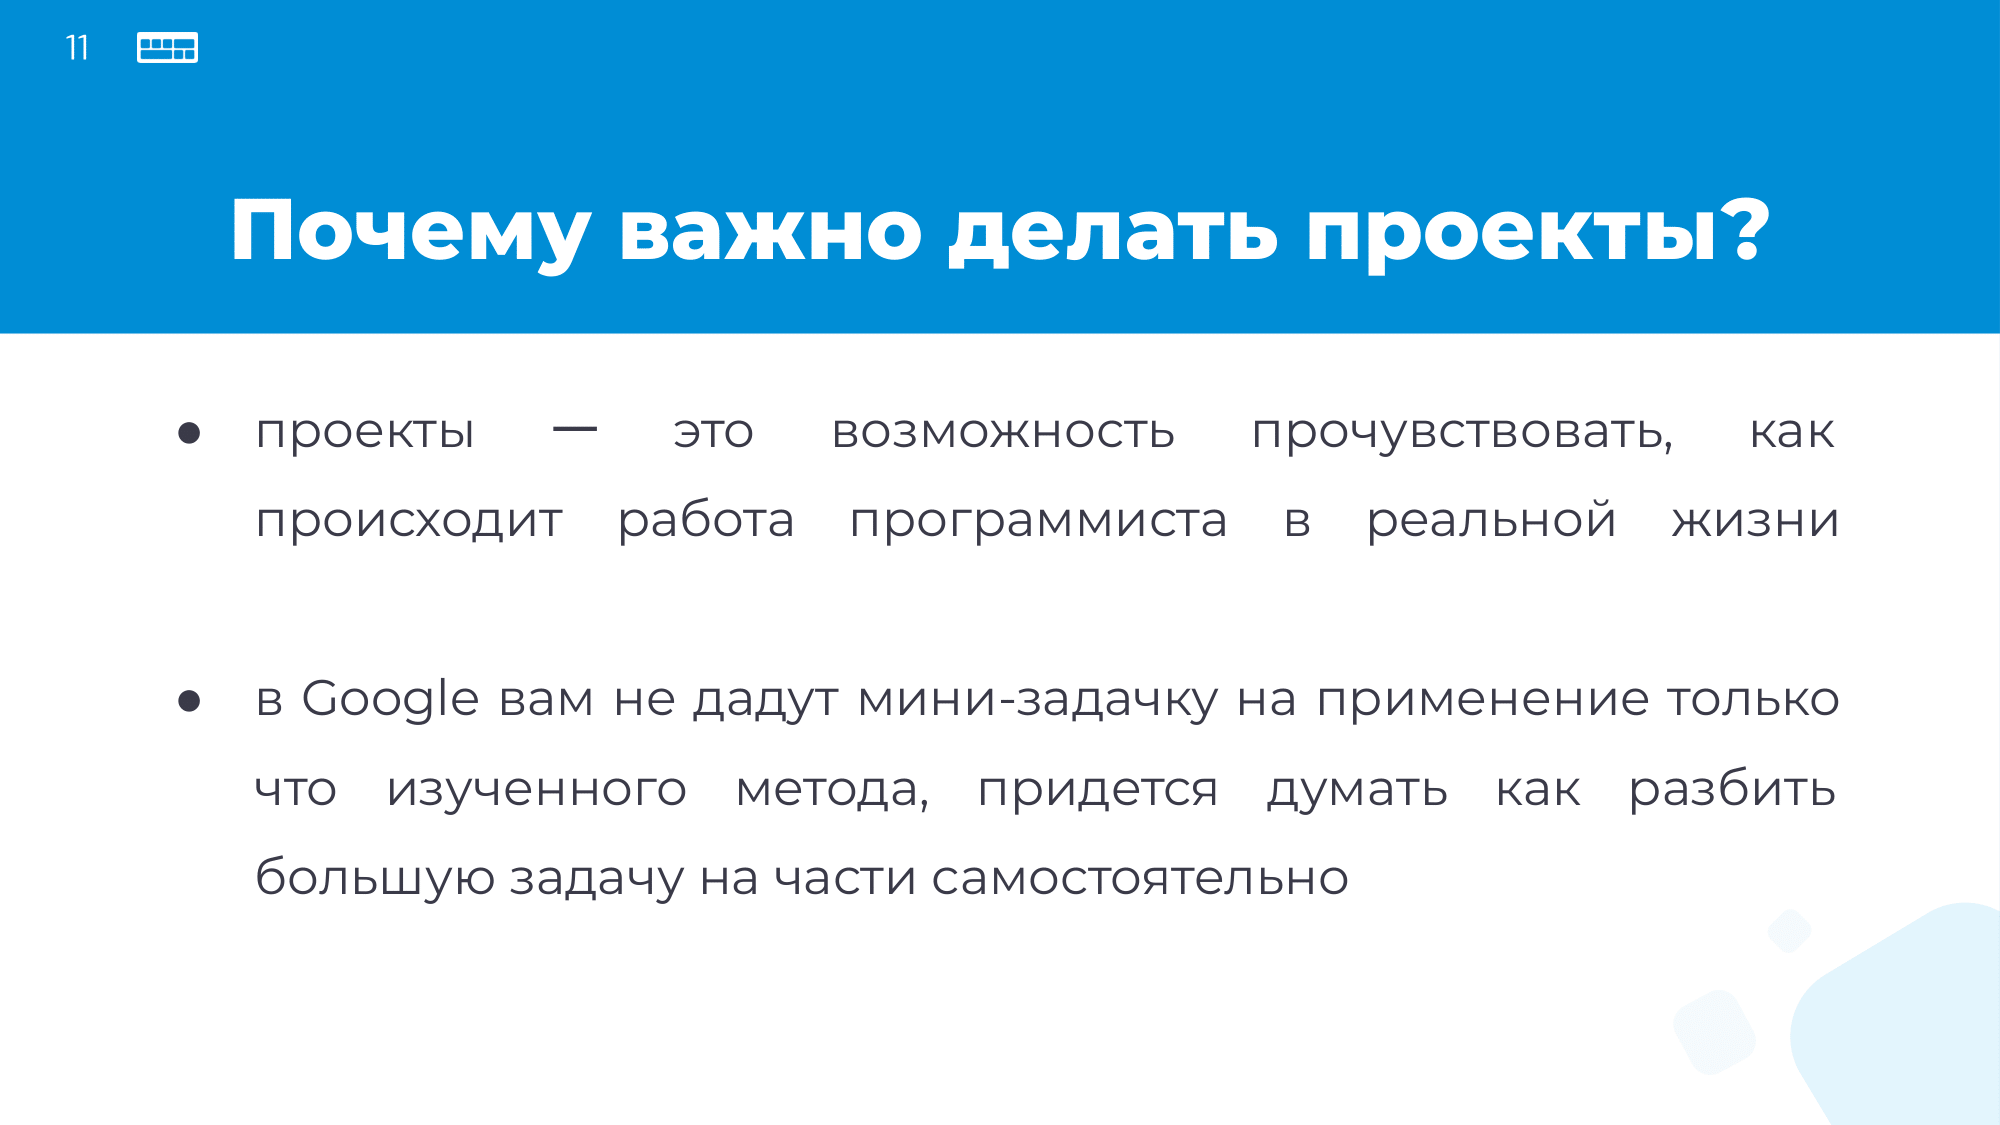 11
Почему важно делать проекты?
● проекты — это возможность прочувствовать, как
происходит работа программиста в реальной жизни
● в Google вам не дадут мини-задачку на применение только
что изученного метода, придется думать как разбить
большую задачу на части самостоятельно